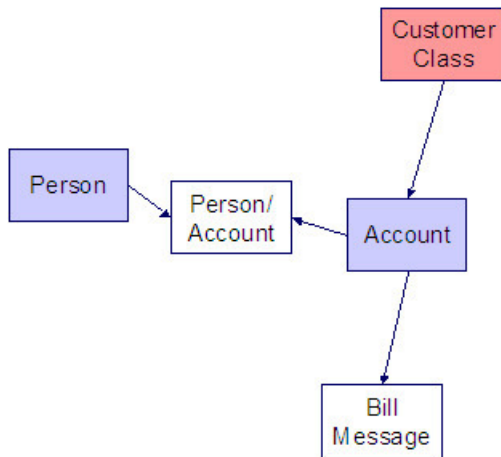 Customer
Class
Person
Person/
Account
Account
Bill
Message